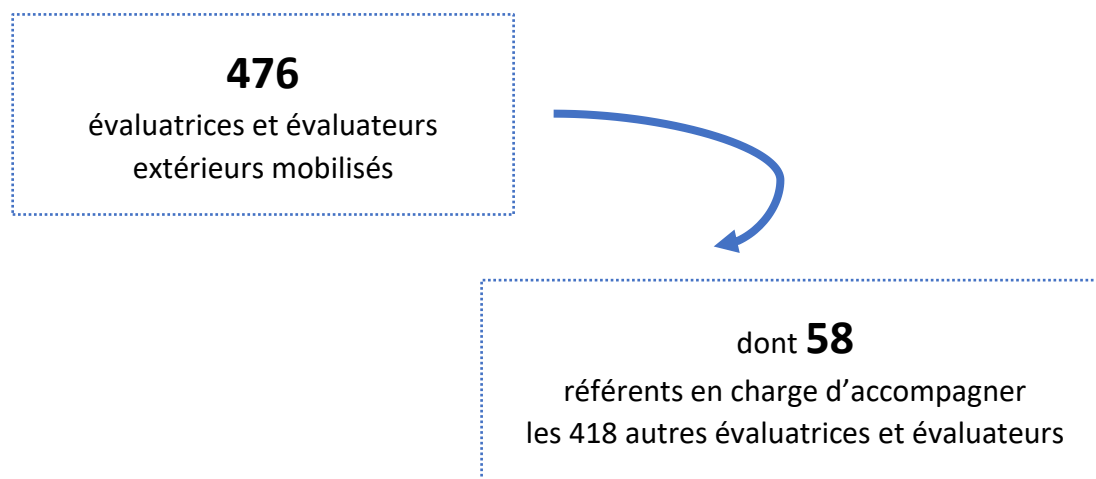 476
évaluatrices et évaluateurs
extérieurs mobilisés
dont 58
référents en charge d’accompagner
les 418 autres évaluatrices et évaluateurs